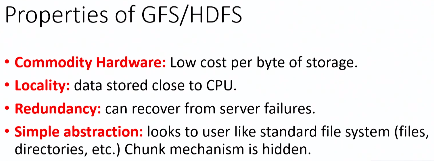 Properties of GFS/HDFS
• Commodity Hardware: Low cost per byte of storage.
• Locality: data stored close to CPU.
• Redundancy: can recover from server failures.
• Simple abstraction: looks to user like standard file system (files,
directories, etc.) Chunk mechanism is hidden.